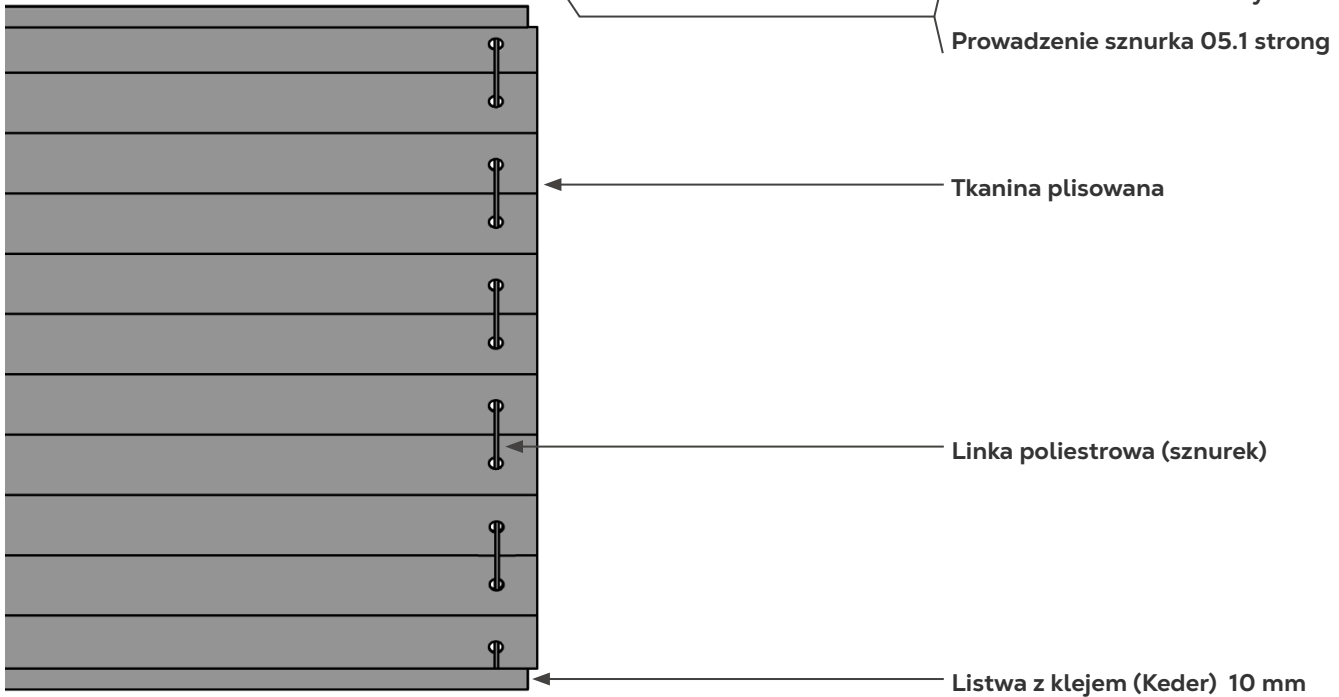 Prowadzenie sznurka 05.1 strong
Tkanina plisowana
Linka poliestrowa (sznurek)
Listwa z klejem (Keder) 10 mm